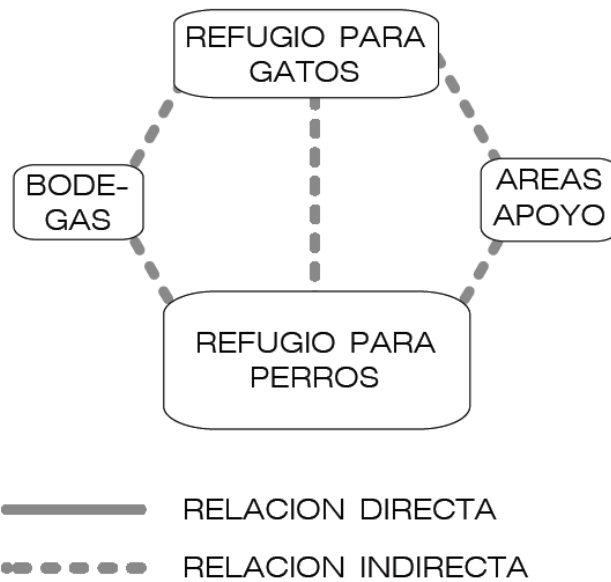 REFUGIO PARA
GATOS
BODE-
GAS
AREAS
APOYO
REFUGIO PARA
PERROS
RELACION DIRECTA
RELACION INDIRECTA